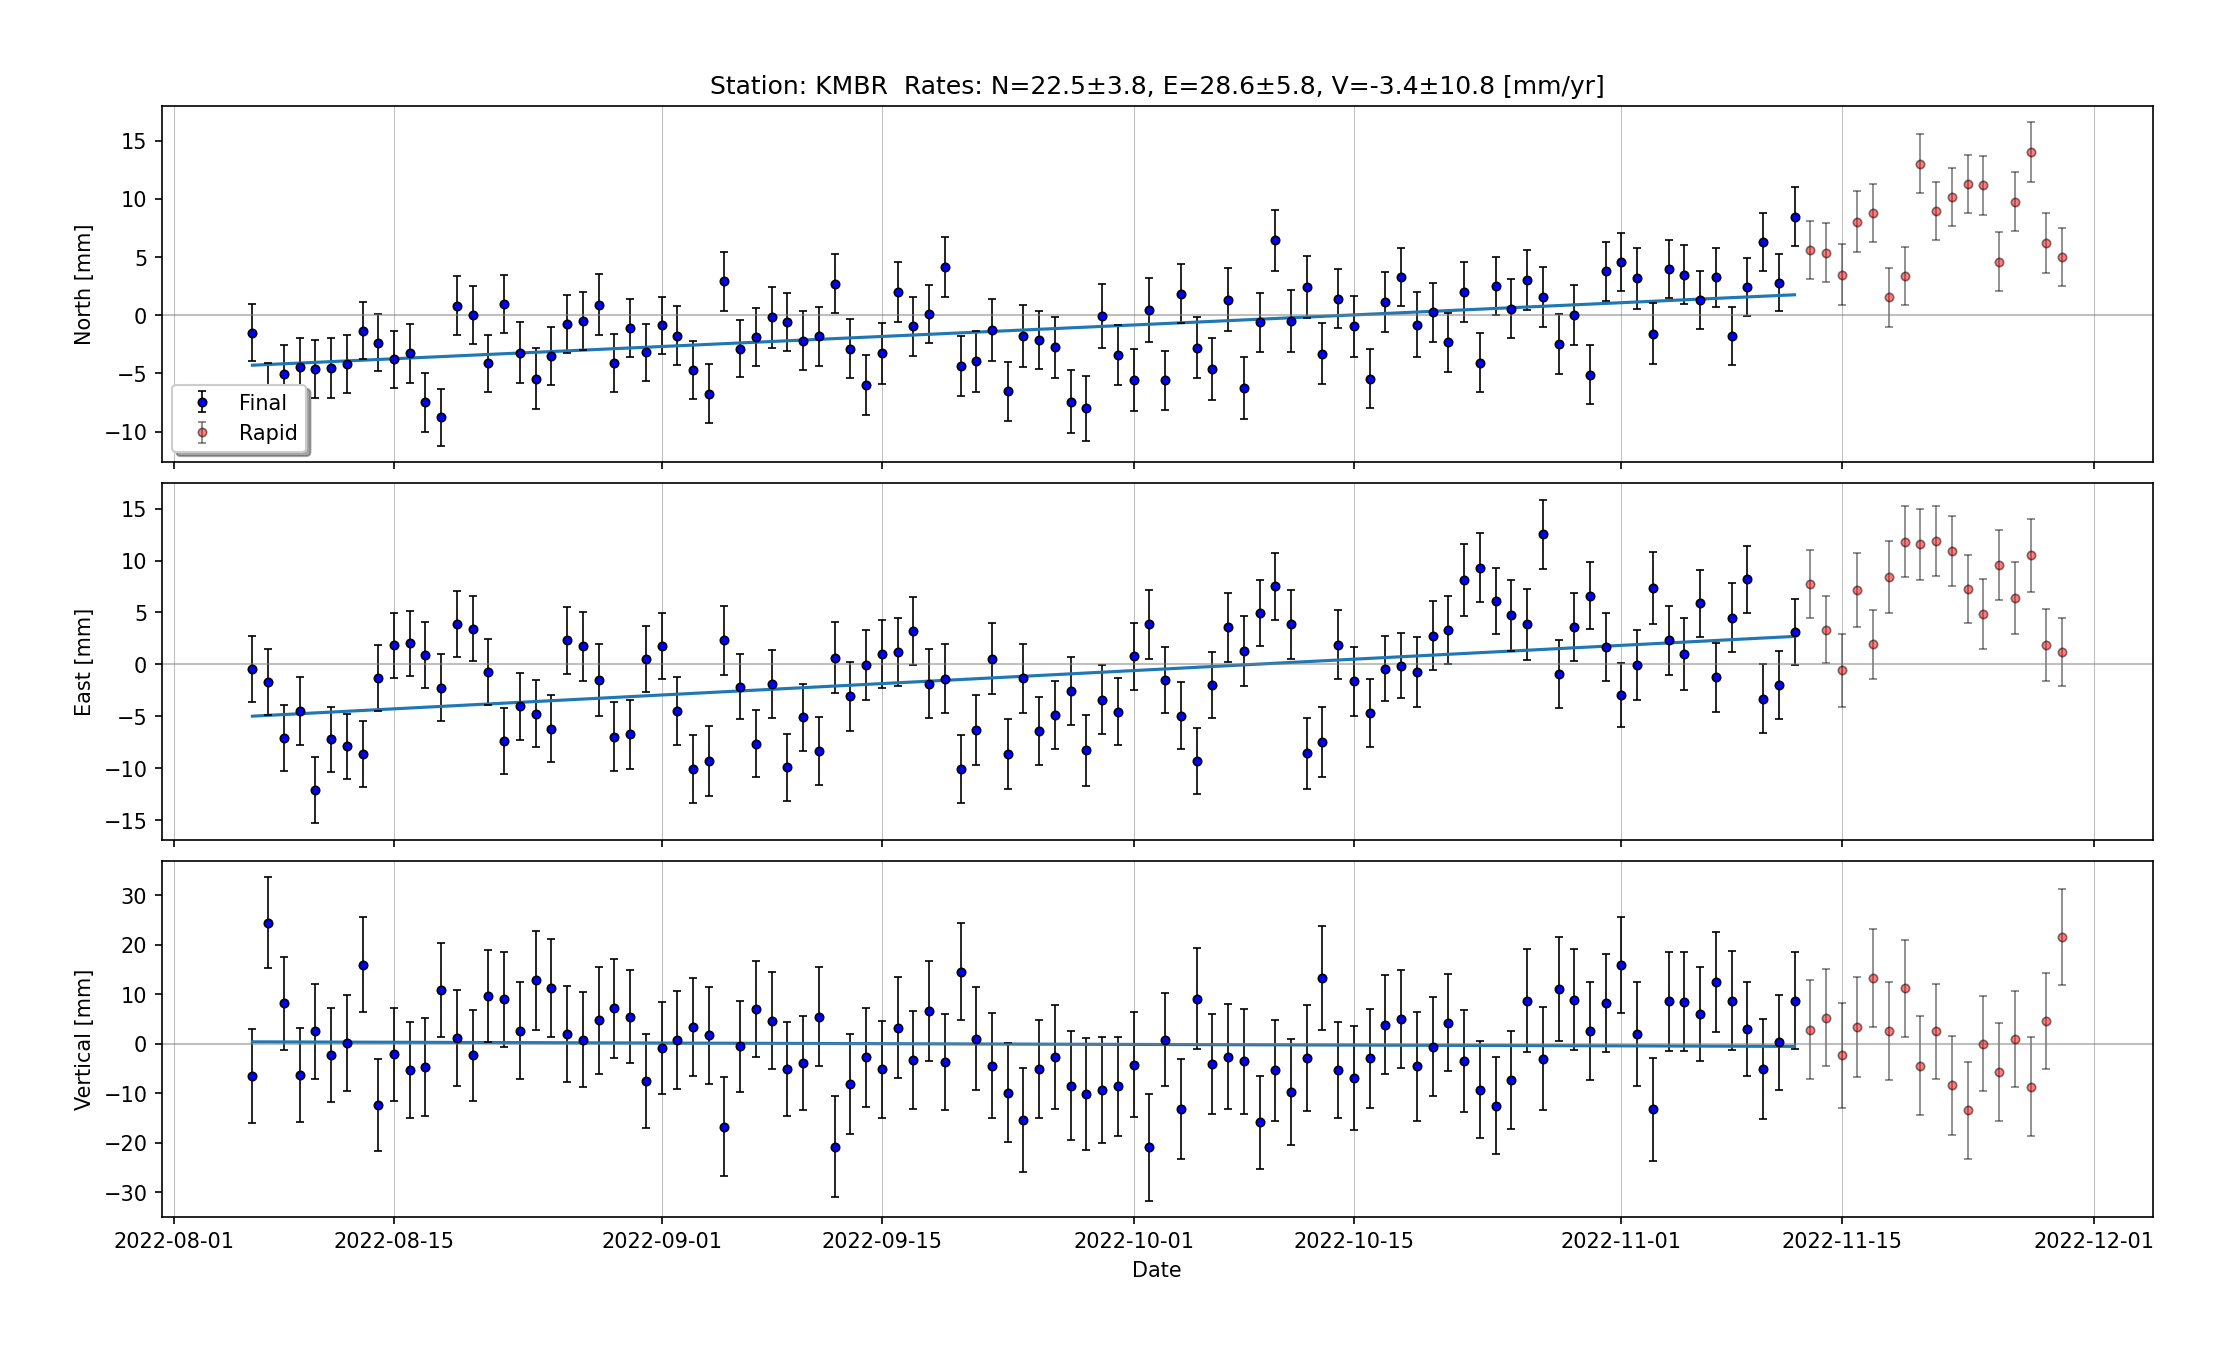 Station: KMBR  Rates: N=22.5±3.8, E=28.6±5.8, V=-3.4±10.8 [mm/yr]
North [mm]
15
10
5
0
−5
−10
Final
Rapid
East [mm]
15
10
5
0
−5
−10
−15
Vertical [mm]
30
20
10
0
−10
−20
−30
2022-08-01 2022-08-15 2022-09-01 2022-09-15 2022-10-01 2022-10-15 2022-11-01 2022-11-15 2022-12-01
Date